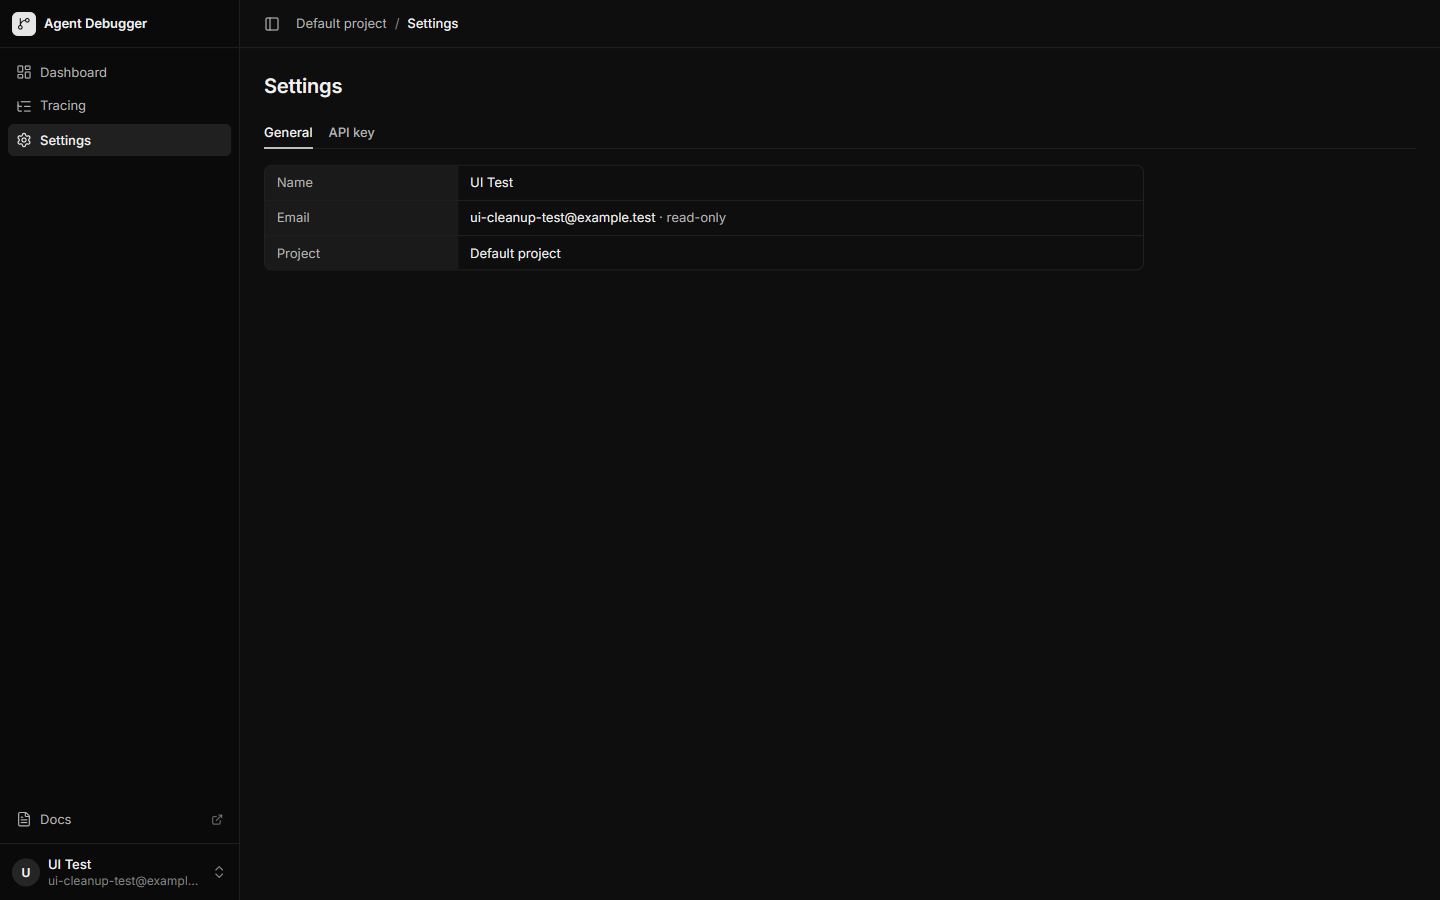 Agent Debugger
Default project / Settings
Dashboard
Tracing
Settings
Settings
General API key
Name UI Test
Email ui-cleanup-test@example.test · read-only
Project Default project
Docs
U
UI Test
ui-cleanup-test@exampl...